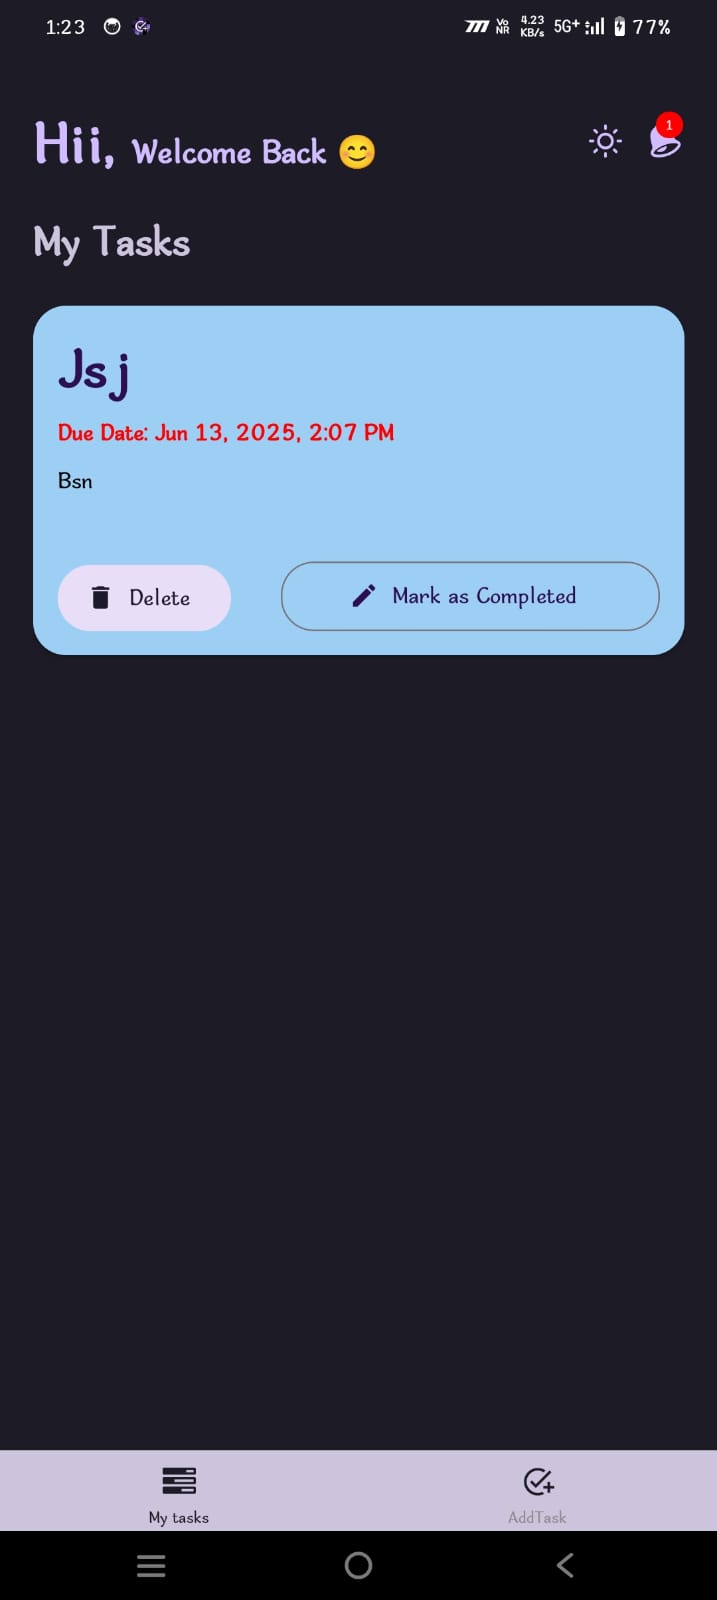 1:23
Vo NR 4.23 KB/s 5G+ 77%
Hii, Welcome Back 😊
1
My Tasks
Jsj
Due Date: Jun 13, 2025, 2:07 PM
Bsn
Delete
Mark as Completed
My tasks
AddTask